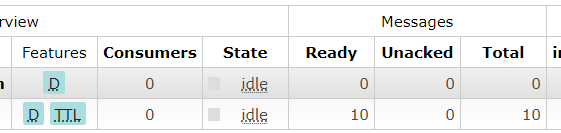 rview Messages
Features Consumers State Ready Unacked Total
D 0 idle 0 0 0
D TTL 0 idle 10 0 10